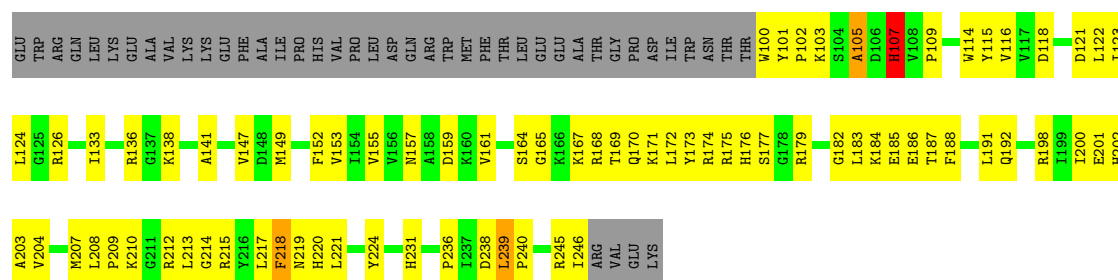 GLU TRP ARG GLN LEU LYS GLU ALA VAL LYS LYS GLU PHE ALA ILE PRO HIS VAL PRO LEU ASP GLN ARG TRP MET PHE THR LEU GLU GLU ALA THR GLY PRO ASP ILE TRP ASN THR THR W100 Y101 P102 K103 S104 A105 D106 H107 V108 P109 W114 Y115 V116 V117 D118 D121 L122 I123
L124 G125 R126 I133 R136 G137 K138 A141 V147 D148 M149 F152 V153 I154 V155 V156 N157 A158 D159 K160 V161 S164 G165 K166 K167 R168 T169 Q170 K171 L172 Y173 R174 R175 H176 S177 G178 R179 G182 L183 K184 E185 E186 T187 F188 L191 Q192 R198 I199 I200 E201 H202
A203 V204 M207 L208 P209 K210 G211 R212 L213 G214 R215 Y216 L217 F218 N219 H220 L221 Y224 H231 P236 I237 D238 L239 P240 R245 I246 ARG VAL GLU LYS